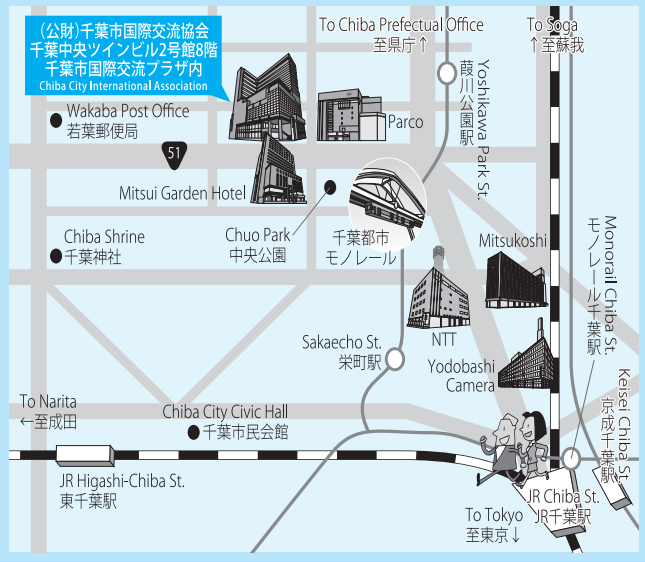 (公財)千葉市国際交流協会
千葉中央ツインビル2号館8階
千葉市国際交流プラザ内
Chiba City International Association
To Chiba Prefectual Office
至県庁↑
To Soga
↑至蘇我
Wakaba Post Office
若葉郵便局
51
Parco
葭川公園駅
Yoshikawa Park St.
Mitsui Garden Hotel
Chuo Park
中央公園
千葉都市
モノレール
Chiba Shrine
千葉神社
Mitsukoshi
Monorail Chiba St.
モノレール千葉駅
NTT
Sakaecho St.
栄町駅
Yodobashi
Camera
Keisei Chiba St.
京成千葉駅
To Narita
←至成田
Chiba City Civic Hall
千葉市民会館
JR Higashi-Chiba St.
東千葉駅
JR Chiba St.
JR千葉駅
To Tokyo
至東京↓